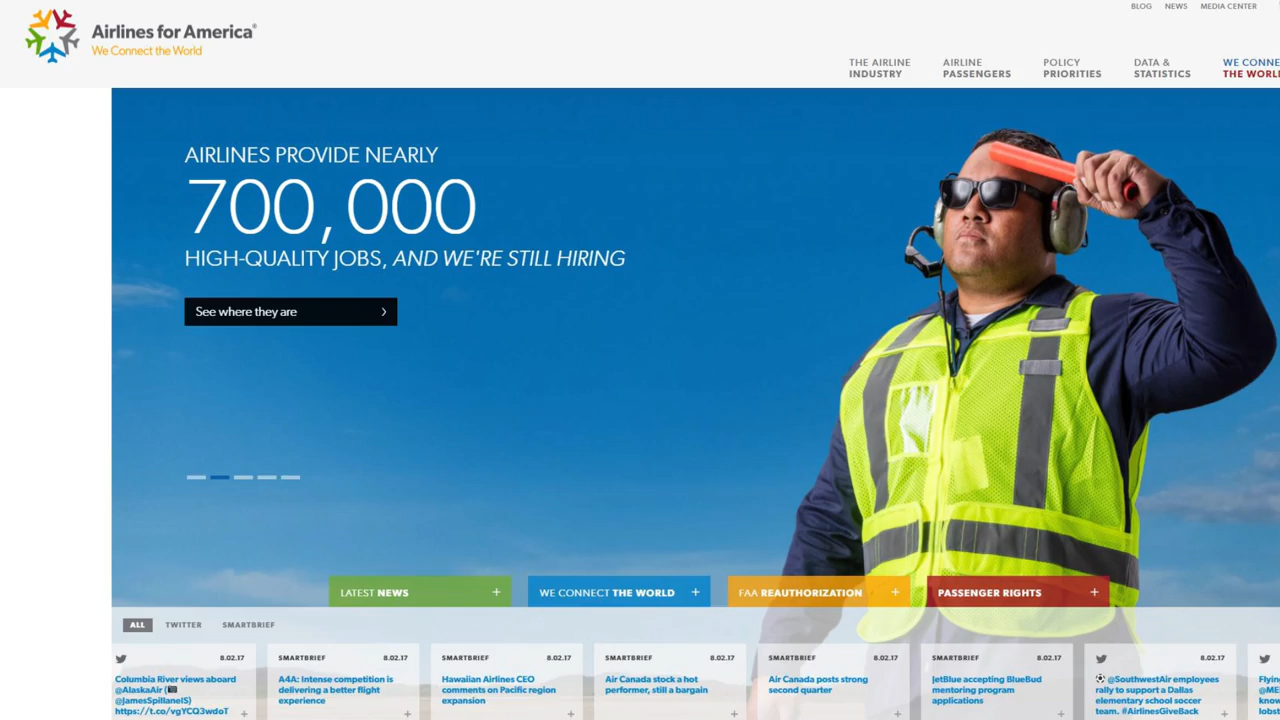 BLOG NEWS MEDIA CENTER
Airlines for America®
We Connect the World
THE AIRLINE INDUSTRY
AIRLINE PASSENGERS
POLICY PRIORITIES
DATA & STATISTICS
WE CONNE
THE WORL
AIRLINES PROVIDE NEARLY
700,000
HIGH-QUALITY JOBS, AND WE'RE STILL HIRING
See where they are
LATEST NEWS +
WE CONNECT THE WORLD +
FAA REAUTHORIZATION +
PASSENGER RIGHTS +
ALL TWITTER SMARTBRIEF
8.02.17
Columbia River views aboard
@AlaskaAir (📷
@JamesSpillaneIS)
https://t.co/vgYCQ3wdoT
+
SMARTBRIEF 8.02.17
A4A: Intense competition is
delivering a better flight
experience
+
SMARTBRIEF 8.02.17
Hawaiian Airlines CEO
comments on Pacific region
expansion
+
SMARTBRIEF 8.02.17
Air Canada stock a hot
performer, still a bargain
+
SMARTBRIEF 8.02.17
Air Canada posts strong
second quarter
+
SMARTBRIEF 8.02.17
JetBlue accepting BlueBud
mentoring program
applications
+
8.02.17
⚽ @SouthwestAir employees
rally to support a Dallas
elementary school soccer
team. #AirlinesGiveBack
+
Flyin
@ME
know
lobst